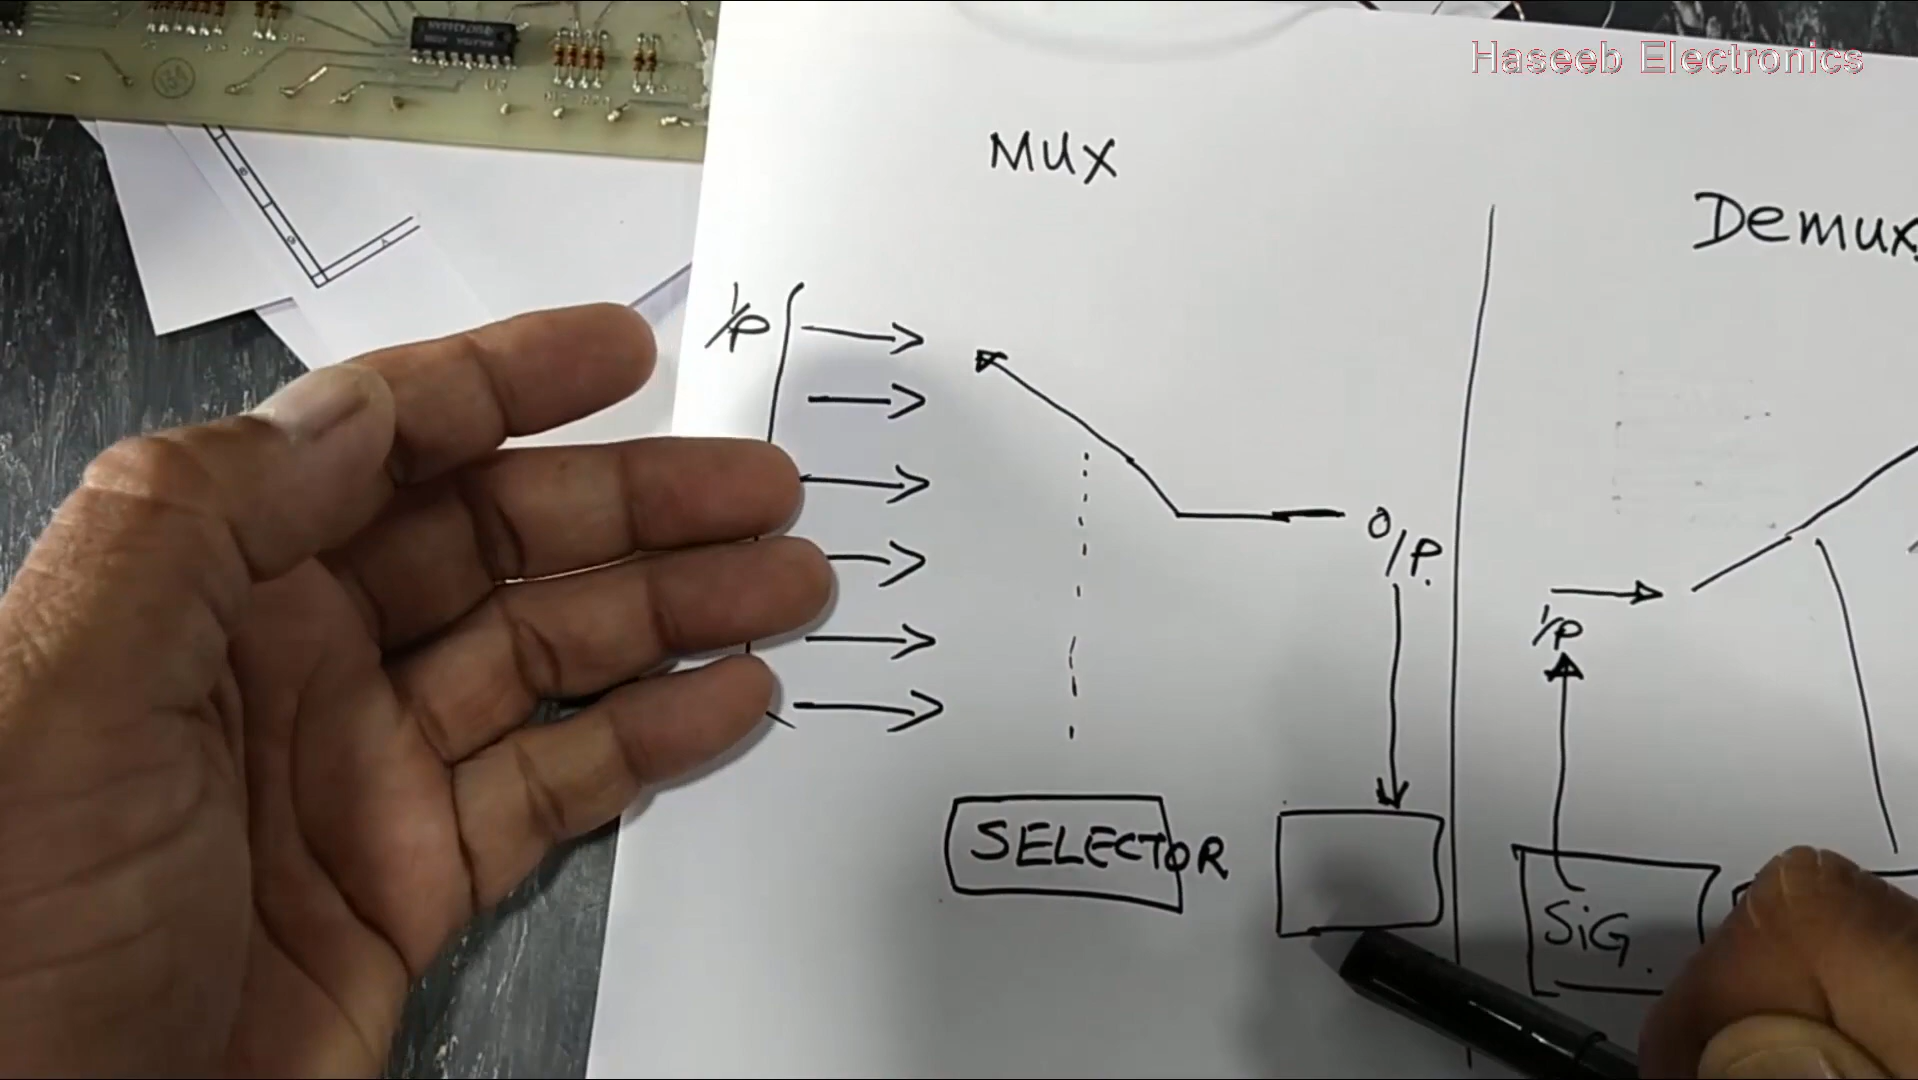 Haseeb Electronics
MUX
Demux
I/P
O/P.
I/P
SELECTOR
SiG.